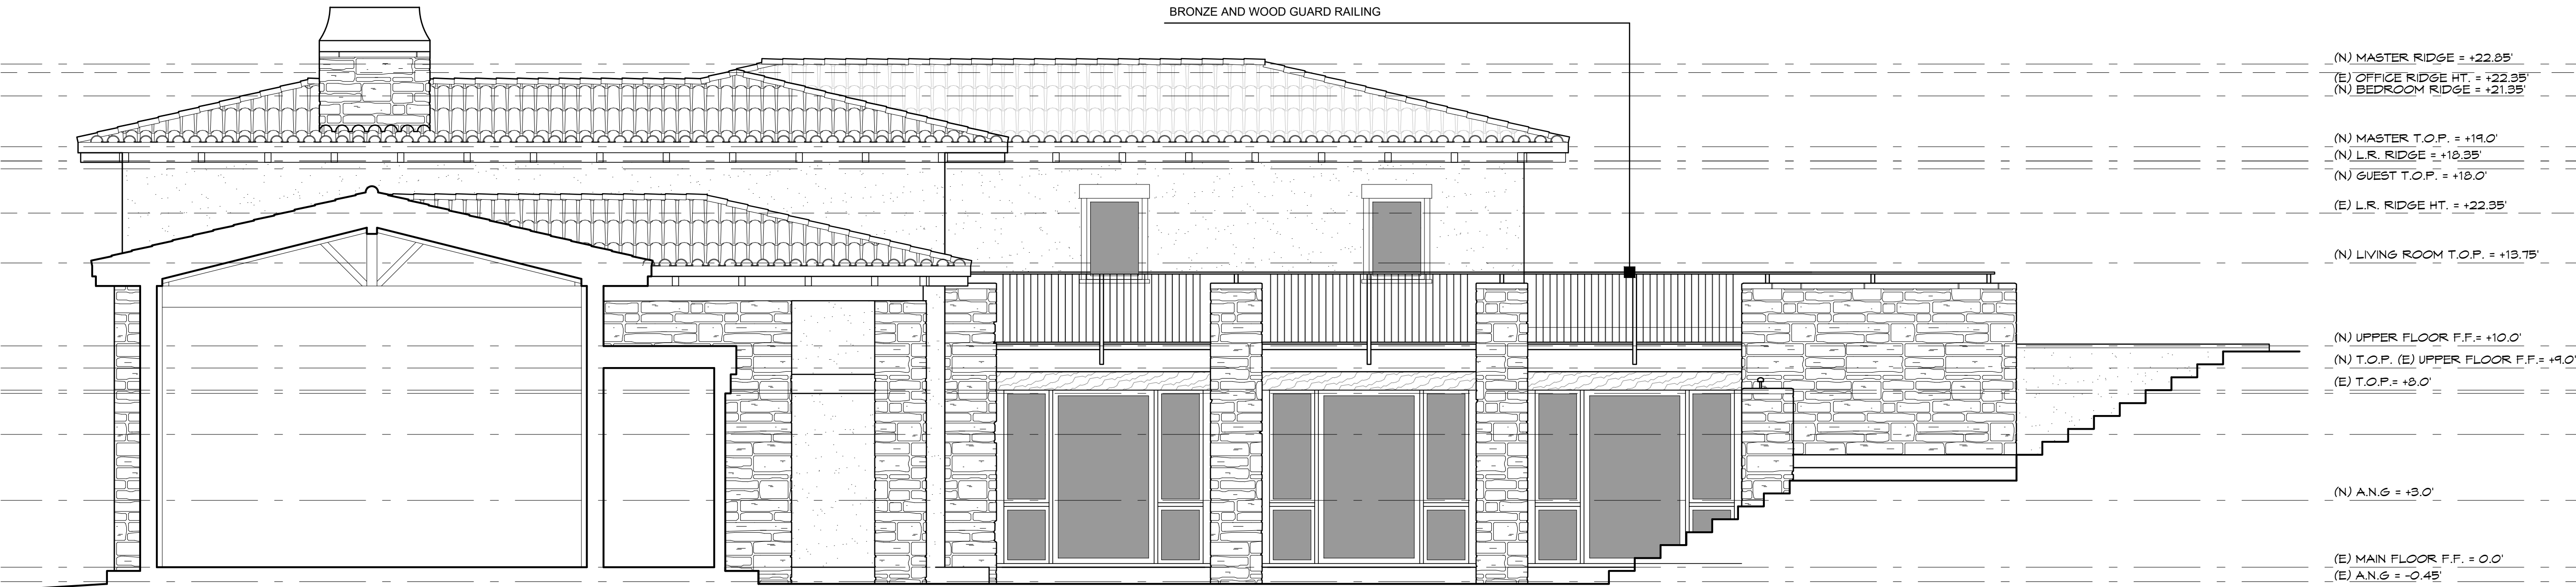 BRONZE AND WOOD GUARD RAILING
(N) MASTER RIDGE = +22.85'
(E) OFFICE RIDGE HT. = +22.35'
(N) BEDROOM RIDGE = +21.35'
(N) MASTER T.O.P. = +19.0'
(N) L.R. RIDGE = +18.35'
(N) GUEST T.O.P. = +18.0'
(E) L.R. RIDGE HT. = +22.35'
(N) LIVING ROOM T.O.P. = +13.75'
(N) UPPER FLOOR F.F.= +10.0'
(N) T.O.P. (E) UPPER FLOOR F.F.= +9.0'
(E) T.O.P.= +8.0'
(N) A.N.G = +3.0'
(E) MAIN FLOOR F.F. = 0.0'
(E) A.N.G = -0.45'